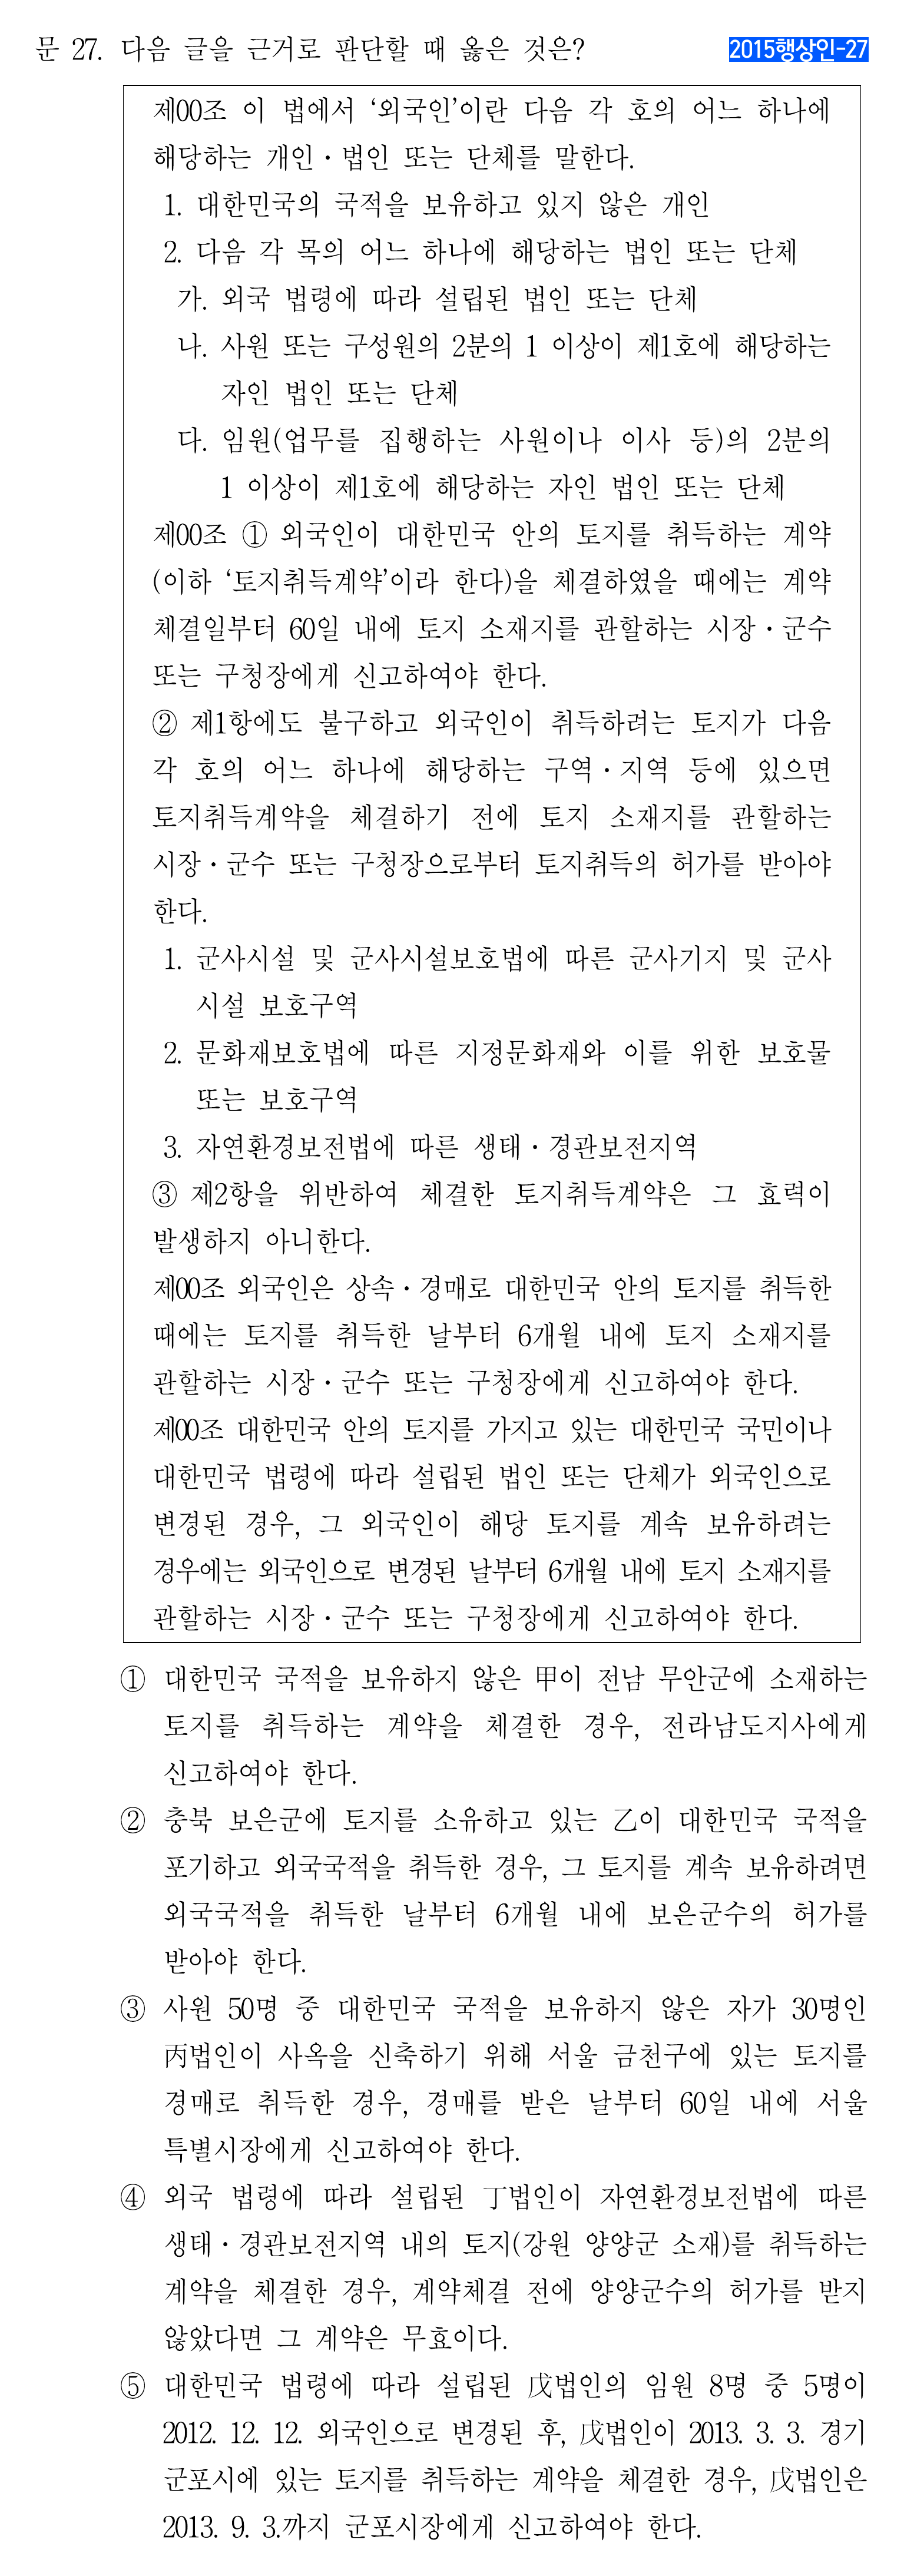 문 27. 다음 글을 근거로 판단할 때 옳은 것은?
2015행상인-27
제00조 이 법에서 ‘외국인’이란 다음 각 호의 어느 하나에
해당하는 개인·법인 또는 단체를 말한다.
1. 대한민국의 국적을 보유하고 있지 않은 개인
2. 다음 각 목의 어느 하나에 해당하는 법인 또는 단체
가. 외국 법령에 따라 설립된 법인 또는 단체
나. 사원 또는 구성원의 2분의 1 이상이 제1호에 해당하는
자인 법인 또는 단체
다. 임원(업무를 집행하는 사원이나 이사 등)의 2분의
1 이상이 제1호에 해당하는 자인 법인 또는 단체
제00조 ① 외국인이 대한민국 안의 토지를 취득하는 계약
(이하 ‘토지취득계약’이라 한다)을 체결하였을 때에는 계약
체결일부터 60일 내에 토지 소재지를 관할하는 시장·군수
또는 구청장에게 신고하여야 한다.
② 제1항에도 불구하고 외국인이 취득하려는 토지가 다음
각 호의 어느 하나에 해당하는 구역·지역 등에 있으면
토지취득계약을 체결하기 전에 토지 소재지를 관할하는
시장·군수 또는 구청장으로부터 토지취득의 허가를 받아야
한다.
1. 군사시설 및 군사시설보호법에 따른 군사기지 및 군사
시설 보호구역
2. 문화재보호법에 따른 지정문화재와 이를 위한 보호물
또는 보호구역
3. 자연환경보전법에 따른 생태·경관보전지역
③ 제2항을 위반하여 체결한 토지취득계약은 그 효력이
발생하지 아니한다.
제00조 외국인은 상속·경매로 대한민국 안의 토지를 취득한
때에는 토지를 취득한 날부터 6개월 내에 토지 소재지를
관할하는 시장·군수 또는 구청장에게 신고하여야 한다.
제00조 대한민국 안의 토지를 가지고 있는 대한민국 국민이나
대한민국 법령에 따라 설립된 법인 또는 단체가 외국인으로
변경된 경우, 그 외국인이 해당 토지를 계속 보유하려는
경우에는 외국인으로 변경된 날부터 6개월 내에 토지 소재지를
관할하는 시장·군수 또는 구청장에게 신고하여야 한다.
① 대한민국 국적을 보유하지 않은 甲이 전남 무안군에 소재하는
토지를 취득하는 계약을 체결한 경우, 전라남도지사에게
신고하여야 한다.
② 충북 보은군에 토지를 소유하고 있는 乙이 대한민국 국적을
포기하고 외국국적을 취득한 경우, 그 토지를 계속 보유하려면
외국국적을 취득한 날부터 6개월 내에 보은군수의 허가를
받아야 한다.
③ 사원 50명 중 대한민국 국적을 보유하지 않은 자가 30명인
丙법인이 사옥을 신축하기 위해 서울 금천구에 있는 토지를
경매로 취득한 경우, 경매를 받은 날부터 60일 내에 서울
특별시장에게 신고하여야 한다.
④ 외국 법령에 따라 설립된 丁법인이 자연환경보전법에 따른
생태·경관보전지역 내의 토지(강원 양양군 소재)를 취득하는
계약을 체결한 경우, 계약체결 전에 양양군수의 허가를 받지
않았다면 그 계약은 무효이다.
⑤ 대한민국 법령에 따라 설립된 戊법인의 임원 8명 중 5명이
2012. 12. 12. 외국인으로 변경된 후, 戊법인이 2013. 3. 3. 경기
군포시에 있는 토지를 취득하는 계약을 체결한 경우, 戊법인은
2013. 9. 3.까지 군포시장에게 신고하여야 한다.